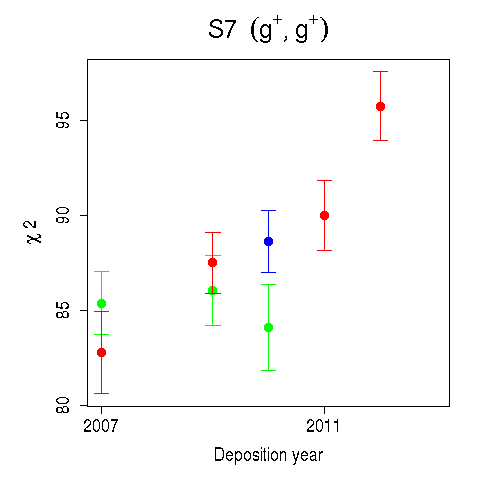 S7 (g⁺, g⁺)
95
90
χ 2
85
80
2007 2011
Deposition year